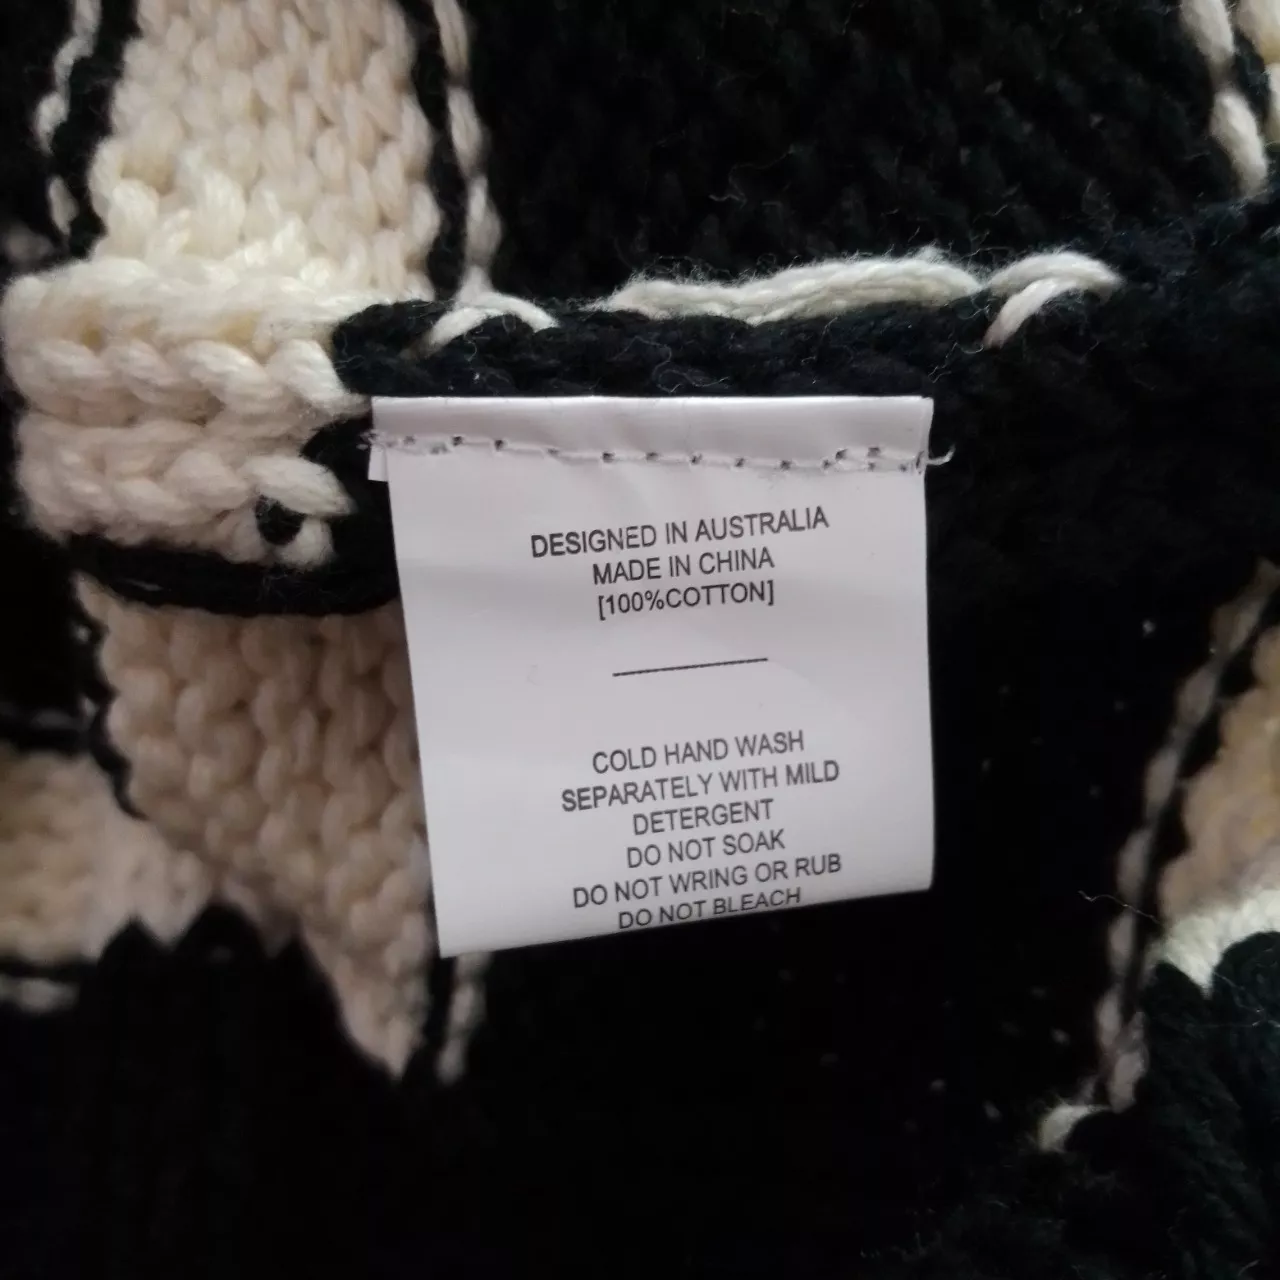 DESIGNED IN AUSTRALIA
MADE IN CHINA
[100%COTTON]
COLD HAND WASH
SEPARATELY WITH MILD
DETERGENT
DO NOT SOAK
DO NOT WRING OR RUB
DO NOT BLEACH